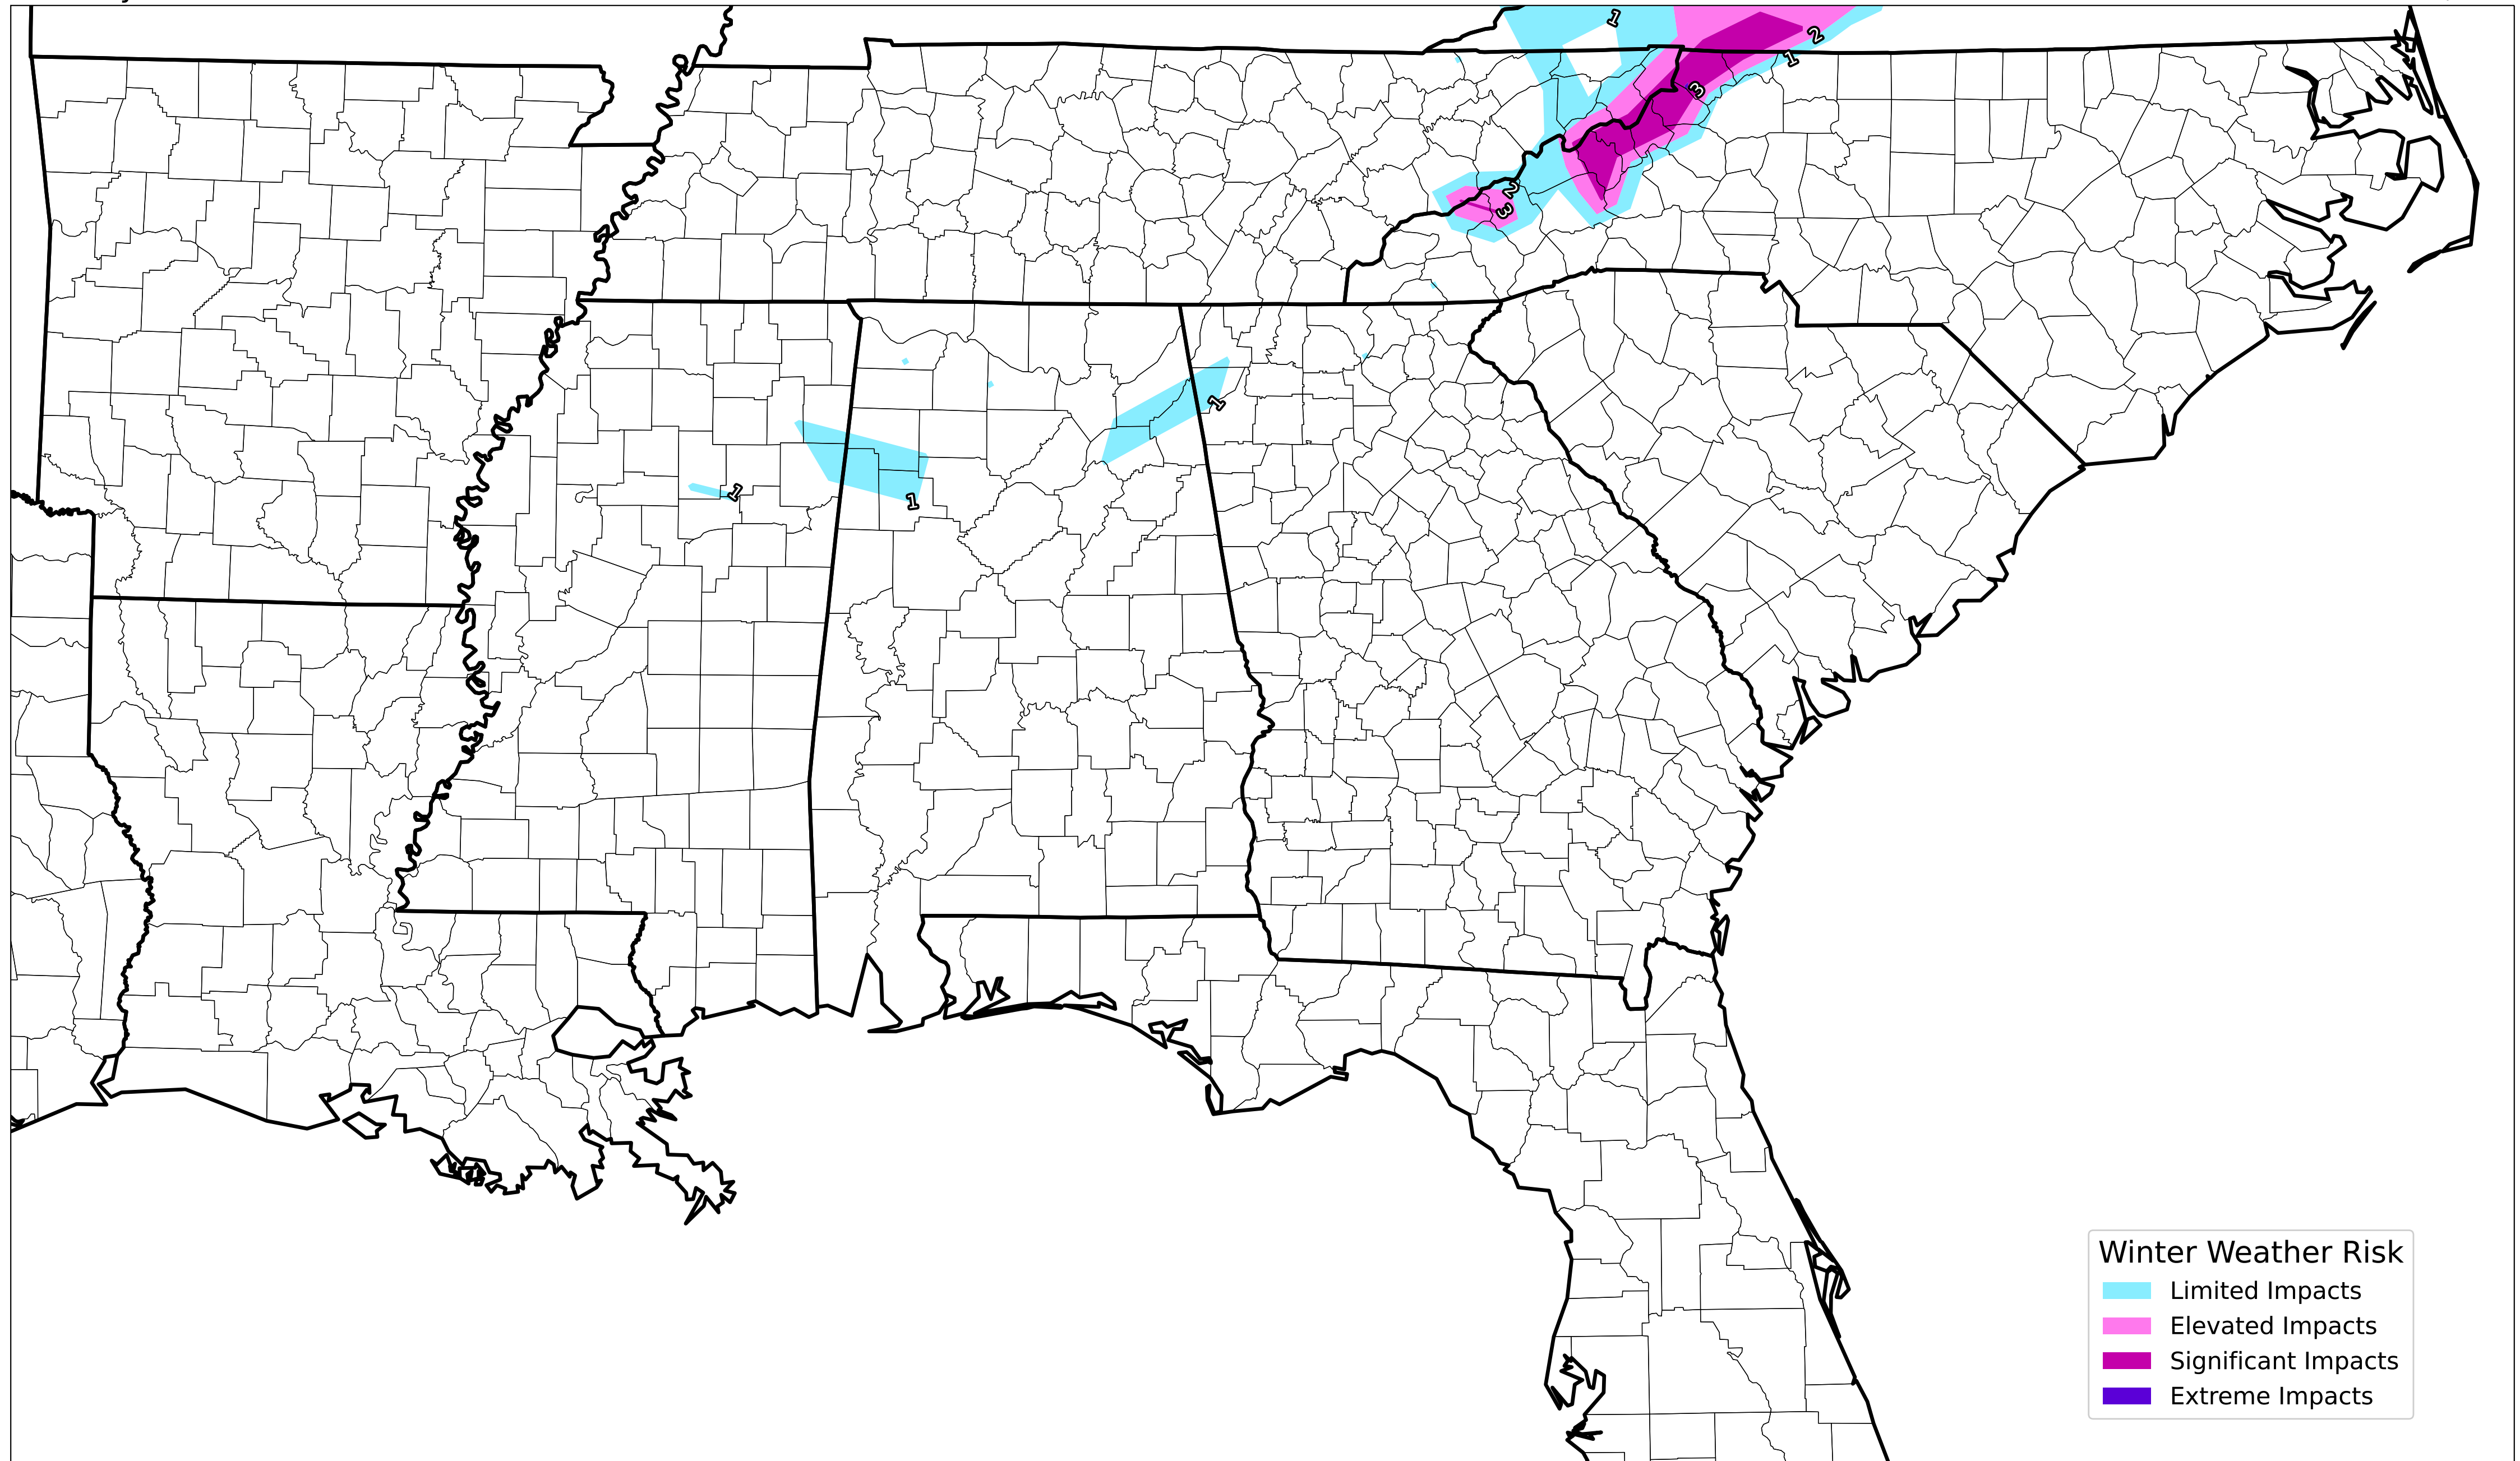 1
2
1
3
2
3
1
1
1
Winter Weather Risk
Limited Impacts
Elevated Impacts
Significant Impacts
Extreme Impacts